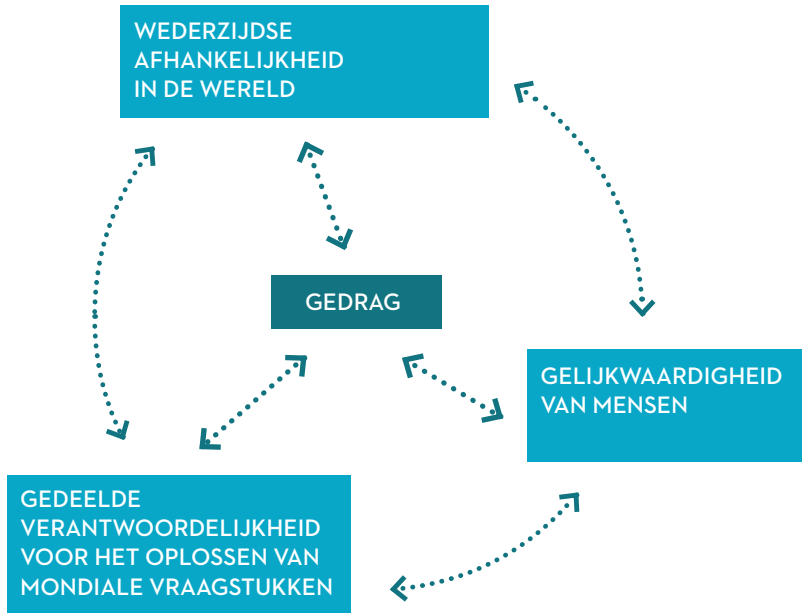 WEDERZIJDSE
AFHANKELIJKHEID
IN DE WERELD
GEDRAG
GELIJKWAARDIGHEID
VAN MENSEN
GEDEELDE
VERANTWOORDELIJKHEID
VOOR HET OPLOSSEN VAN
MONDIALE VRAAGSTUKKEN